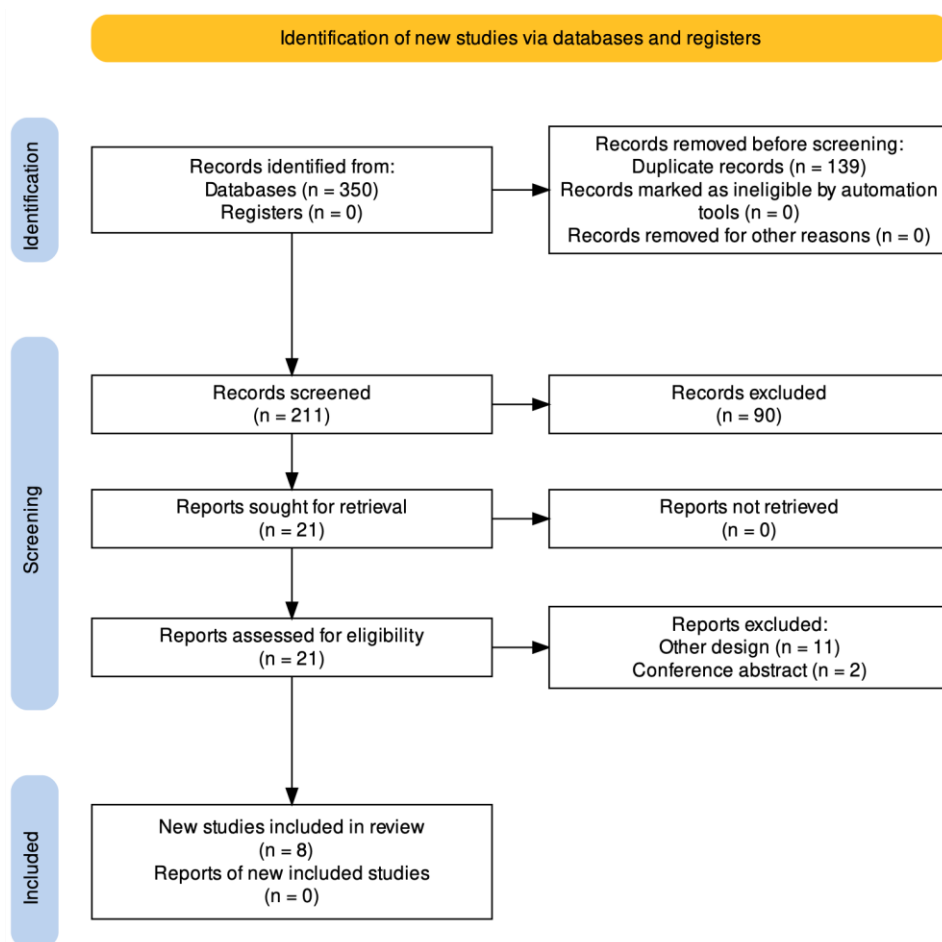 Identification of new studies via databases and registers
Identification
Records identified from:
Databases (n = 350)
Registers (n = 0)
Records removed before screening:
Duplicate records (n = 139)
Records marked as ineligible by automation
tools (n = 0)
Records removed for other reasons (n = 0)
Screening
Records screened
(n = 211)
Records excluded
(n = 90)
Reports sought for retrieval
(n = 21)
Reports not retrieved
(n = 0)
Reports assessed for eligibility
(n = 21)
Reports excluded:
Other design (n = 11)
Conference abstract (n = 2)
Included
New studies included in review
(n = 8)
Reports of new included studies
(n = 0)